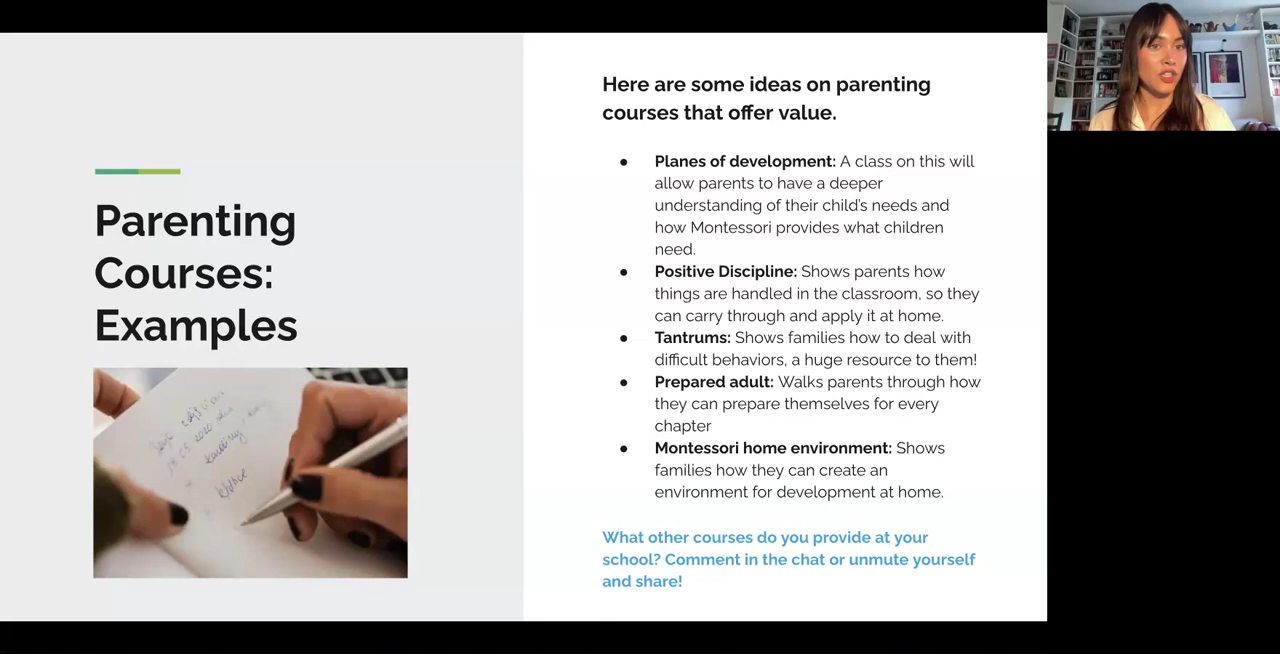 Parenting
Courses:
Examples
Here are some ideas on parenting
courses that offer value.
● Planes of development: A class on this will
allow parents to have a deeper
understanding of their child's needs and
how Montessori provides what children
need.
● Positive Discipline: Shows parents how
things are handled in the classroom, so they
can carry through and apply it at home.
● Tantrums: Shows families how to deal with
difficult behaviors, a huge resource to them!
● Prepared adult: Walks parents through how
they can prepare themselves for every
chapter
● Montessori home environment: Shows
families how they can create an
environment for development at home.
What other courses do you provide at your
school? Comment in the chat or unmute yourself
and share!